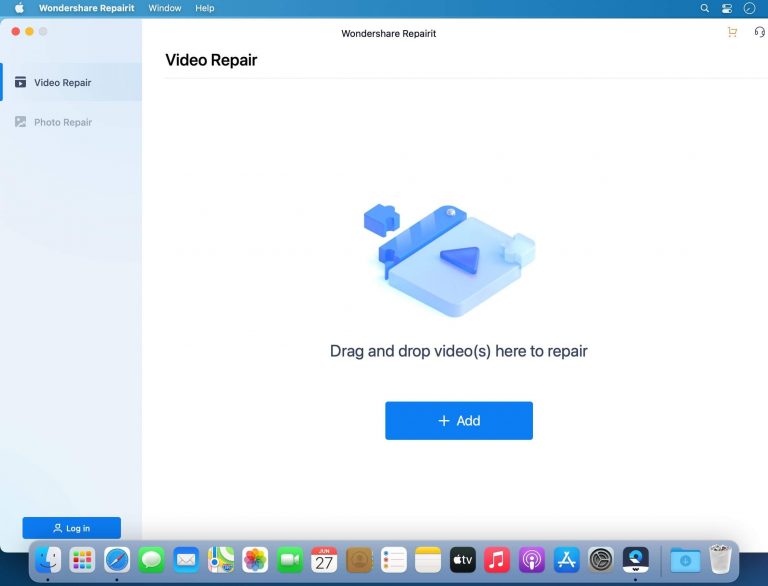 Wondershare Repairit Window Help
Wondershare Repairit
Video Repair
Video Repair
Photo Repair
Drag and drop video(s) here to repair
+ Add
Log in
JUN
27
tv